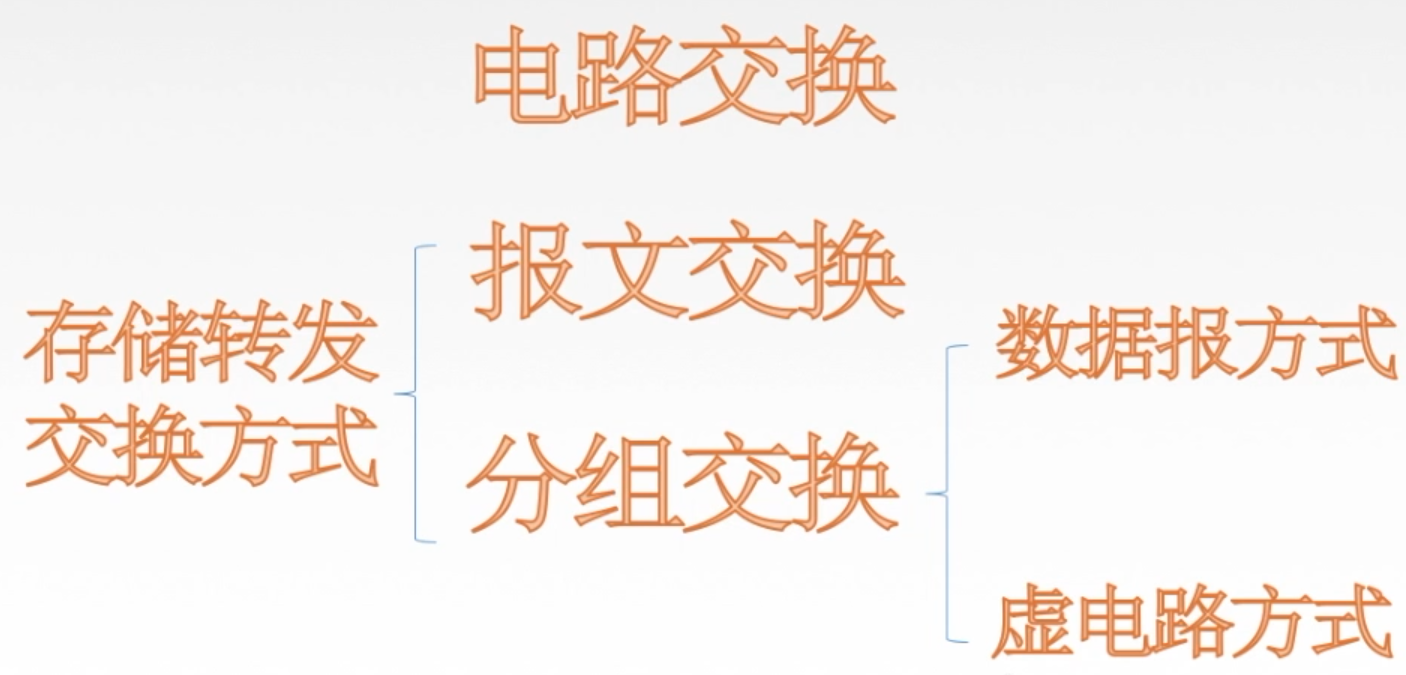 电路交换
报文交换
存储转发
交换方式
数据报方式
分组交换
虚电路方式